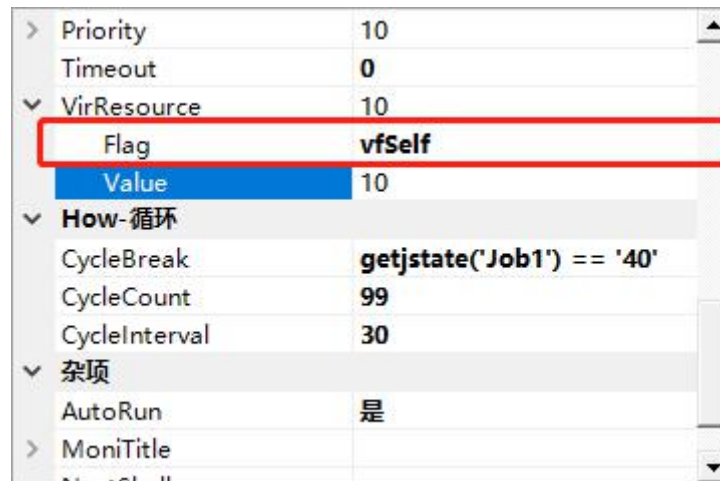 Priority 10
Timeout 0
VirResource 10
Flag vfSelf
Value 10
How-循环
CycleBreak getjstate('Job1') == '40'
CycleCount 99
CycleInterval 30
杂项
AutoRun 是
MoniTitle